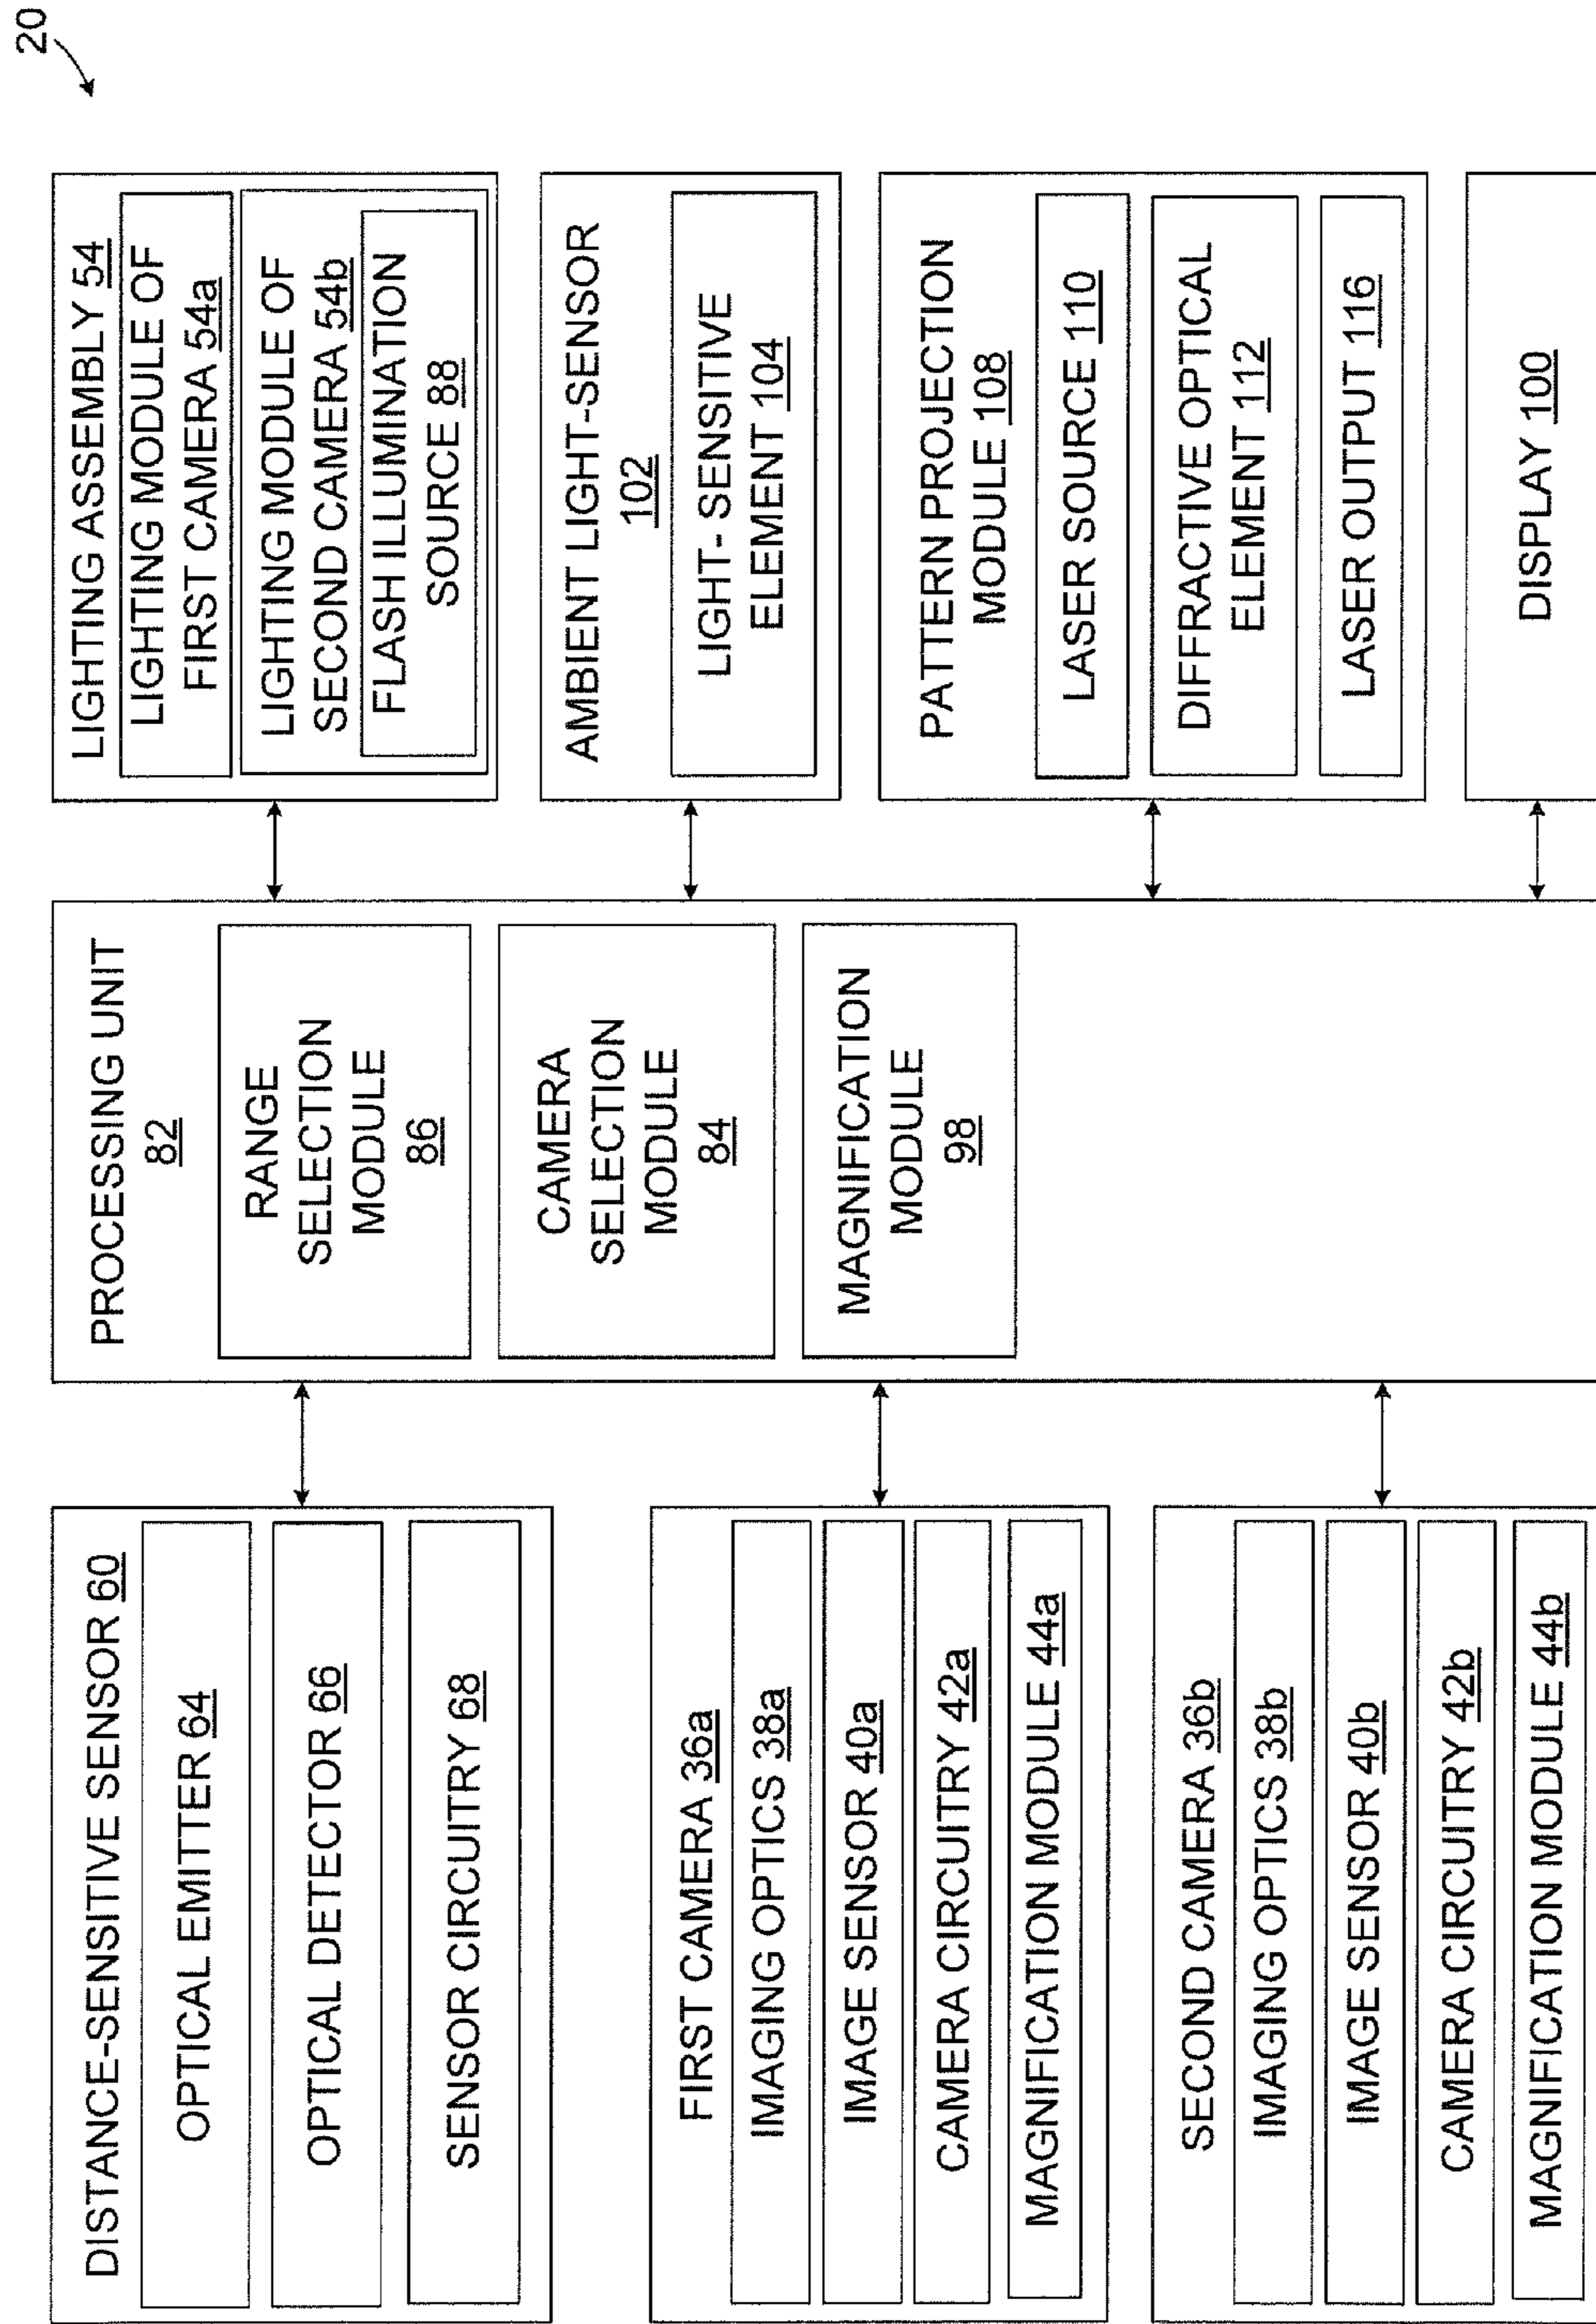 20
DISTANCE-SENSITIVE SENSOR 60
OPTICAL EMITTER 64
OPTICAL DETECTOR 66
SENSOR CIRCUITRY 68
FIRST CAMERA 36a
IMAGING OPTICS 38a
IMAGE SENSOR 40a
CAMERA CIRCUITRY 42a
MAGNIFICATION MODULE 44a
SECOND CAMERA 36b
IMAGING OPTICS 38b
IMAGE SENSOR 40b
CAMERA CIRCUITRY 42b
MAGNIFICATION MODULE 44b
PROCESSING UNIT
82
RANGE
SELECTION
MODULE
86
CAMERA
SELECTION
MODULE
84
MAGNIFICATION
MODULE
98
LIGHTING ASSEMBLY 54
LIGHTING MODULE OF
FIRST CAMERA 54a
LIGHTING MODULE OF
SECOND CAMERA 54b
FLASH ILLUMINATION
SOURCE 88
AMBIENT LIGHT-SENSOR
102
LIGHT- SENSITIVE
ELEMENT 104
PATTERN PROJECTION
MODULE 108
LASER SOURCE 110
DIFFRACTIVE OPTICAL
ELEMENT 112
LASER OUTPUT 116
DISPLAY 100